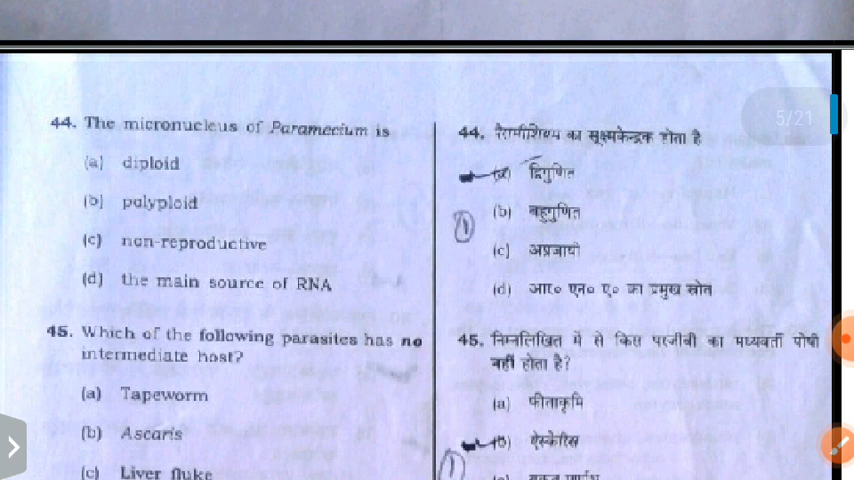 5/21
44. The micronucleus of Paramecium is
(a) diploid
(b) polyploid
(c) non-reproductive
(d) the main source of RNA
45. Which of the following parasites has no
intermediate host?
(a) Tapeworm
(b) Ascaris
(c) Liver fluke
44. पैरामीशियम का सूक्ष्मकेन्द्रक होता है
(a) द्विगुणित
(b) बहुगुणित
(c) अप्रजायी
(d) आर० एन० ए० का प्रमुख स्रोत
45. निम्नलिखित में से किस परजीवी का मध्यवर्ती पोषी
नहीं होता है?
(a) फीताकृमि
(b) ऐस्केरिस